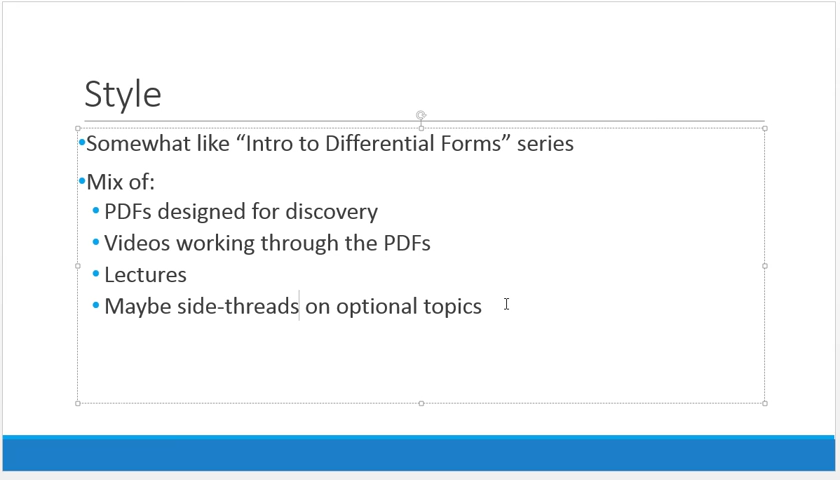 Style
•Somewhat like “Intro to Differential Forms” series
•Mix of:
• PDFs designed for discovery
• Videos working through the PDFs
• Lectures
• Maybe side-threads on optional topics